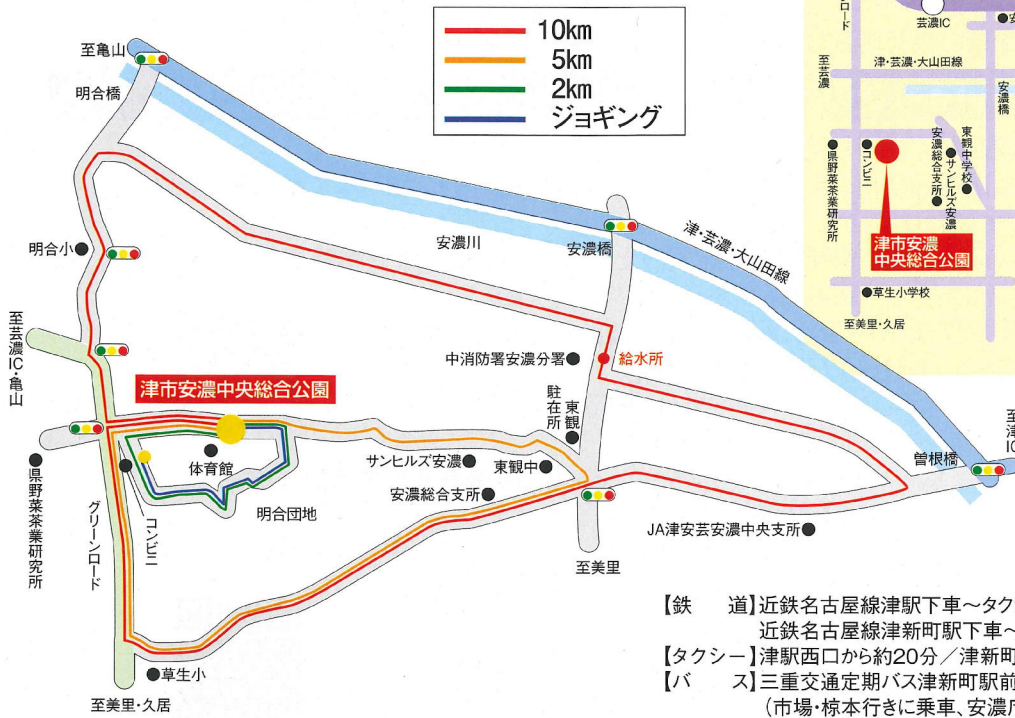 10km
5km
2km
ジョギング
至亀山
明合橋
明合小
安濃川
安濃橋
津・芸濃・大山田線
至芸濃IC・亀山
中消防署安濃分署
給水所
津市安濃中央総合公園
東観
駐在所
体育館
サンヒルズ安濃
東観中
安濃総合支所
明合団地
県野菜茶業研究所
グリーンロード
コンビニ
曽根橋
JA津安芸安濃中央支所
至美里
草生小
至美里・久居
芸濃IC
至芸濃
津・芸濃・大山田線
安濃橋
県野菜茶業研究所
コンビニ
安濃総合支所
サンヒルズ安濃
東観中学校
津市安濃
中央総合公園
草生小学校
至美里・久居
【鉄　道】近鉄名古屋線津駅下車〜タク
近鉄名古屋線津新町駅下車〜
【タクシー】津駅西口から約20分／津新町
【バ　ス】三重交通定期バス津新町駅前
（市場・椋本行きに乗車、安濃